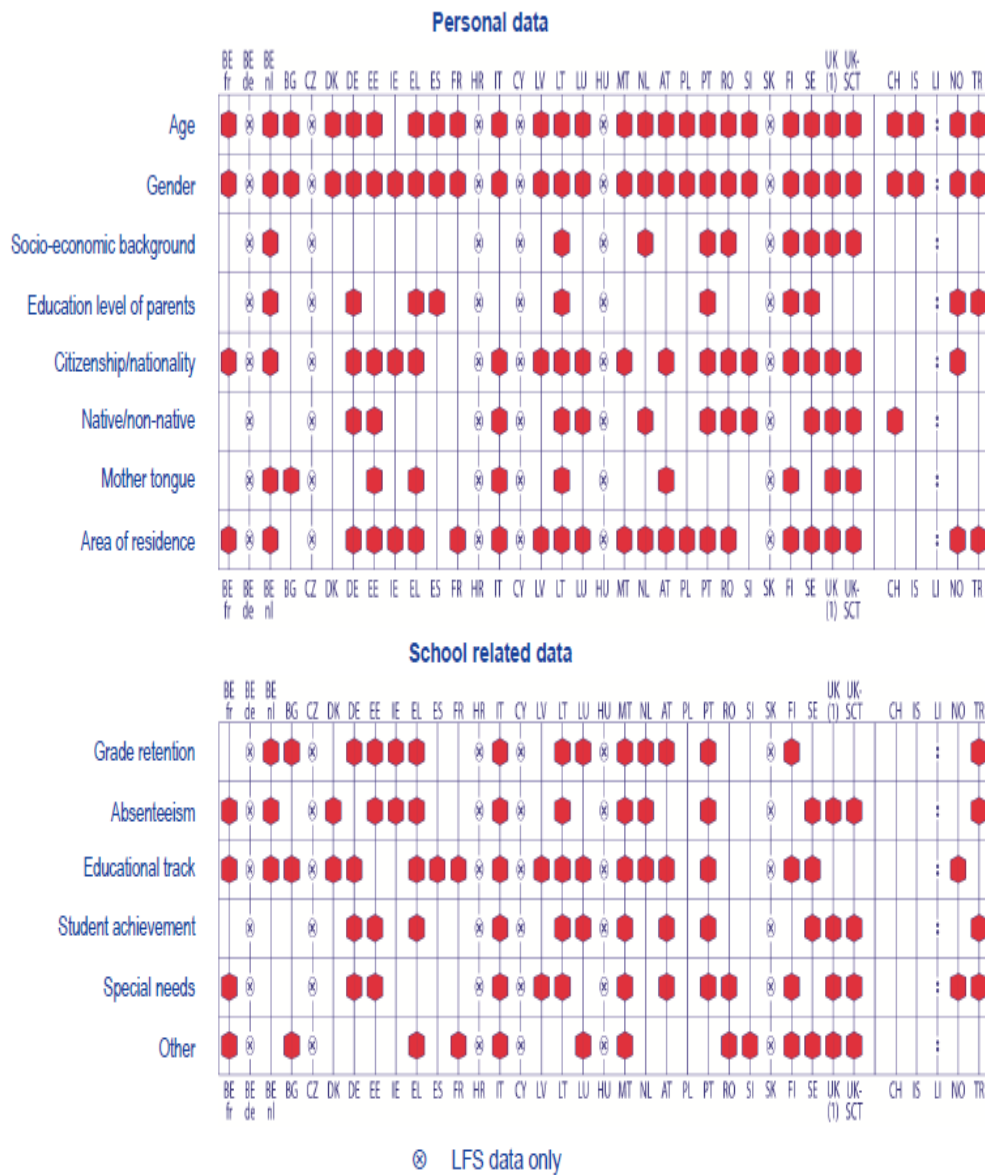 Personal data
BE fr BE de BE nl BG CZ DK DE EE IE EL ES FR HR IT CY LV LT LU HU MT NL AT PL PT RO SI SK FI SE UK (1) UK-SCT CH IS LI NO TR
Age
Gender
Socio-economic background
Education level of parents
Citizenship/nationality
Native/non-native
Mother tongue
Area of residence
BE fr BE de BE nl BG CZ DK DE EE IE EL ES FR HR IT CY LV LT LU HU MT NL AT PL PT RO SI SK FI SE UK (1) UK-SCT CH IS LI NO TR
School related data
BE fr BE de BE nl BG CZ DK DE EE IE EL ES FR HR IT CY LV LT LU HU MT NL AT PL PT RO SI SK FI SE UK (1) UK-SCT CH IS LI NO TR
Grade retention
Absenteeism
Educational track
Student achievement
Special needs
Other
BE fr BE de BE nl BG CZ DK DE EE IE EL ES FR HR IT CY LV LT LU HU MT NL AT PL PT RO SI SK FI SE UK (1) UK-SCT CH IS LI NO TR
⊗ LFS data only